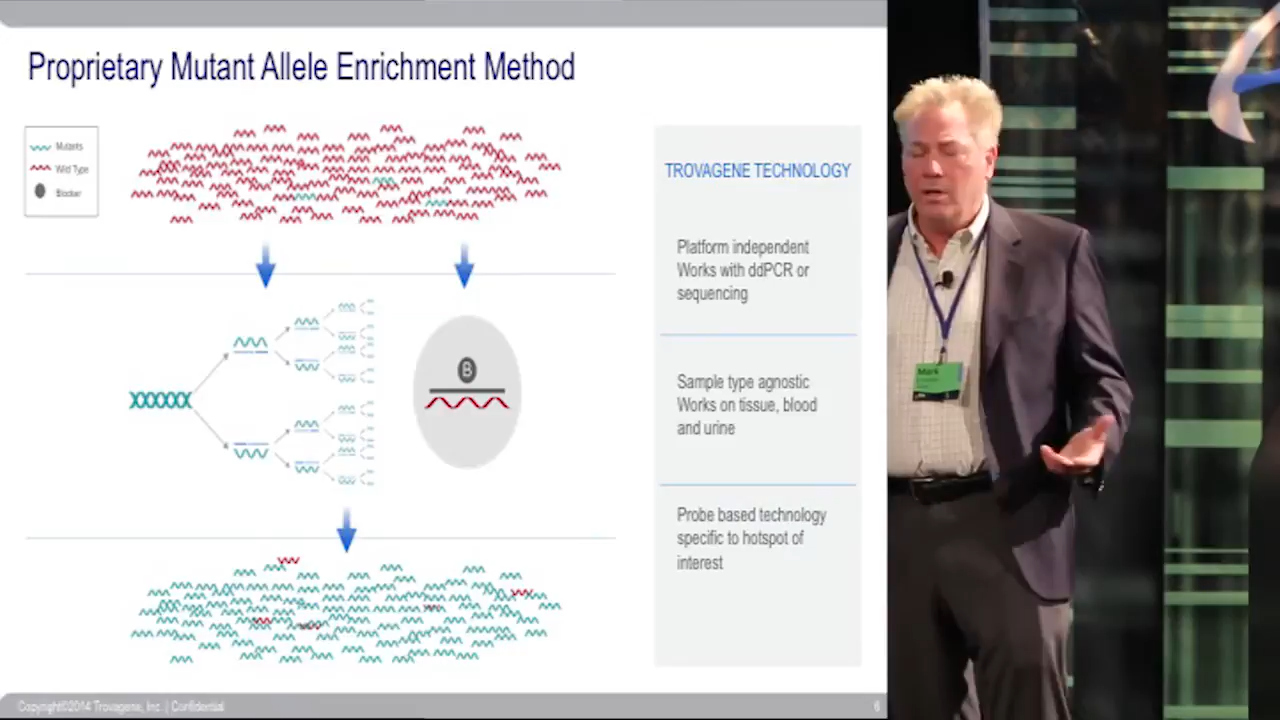 Proprietary Mutant Allele Enrichment Method
Mutants
Wild Type
Blocker
B
TROVAGENE TECHNOLOGY
Platform independent
Works with ddPCR or
sequencing
Sample type agnostic
Works on tissue, blood
and urine
Probe based technology
specific to hotspot of
interest
Mark
Copyright©2014 Trovagene, Inc. | Confidential
6